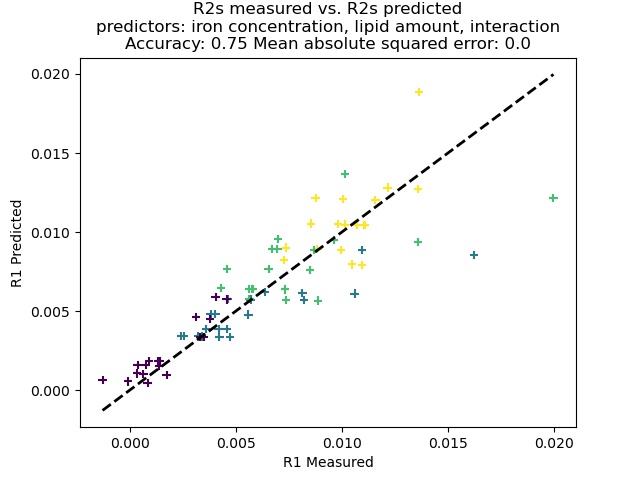 R2s measured vs. R2s predicted
predictors: iron concentration, lipid amount, interaction
Accuracy: 0.75 Mean absolute squared error: 0.0
0.020
0.015
0.010
0.005
0.000
R1 Predicted
0.000 0.005 0.010 0.015 0.020
R1 Measured